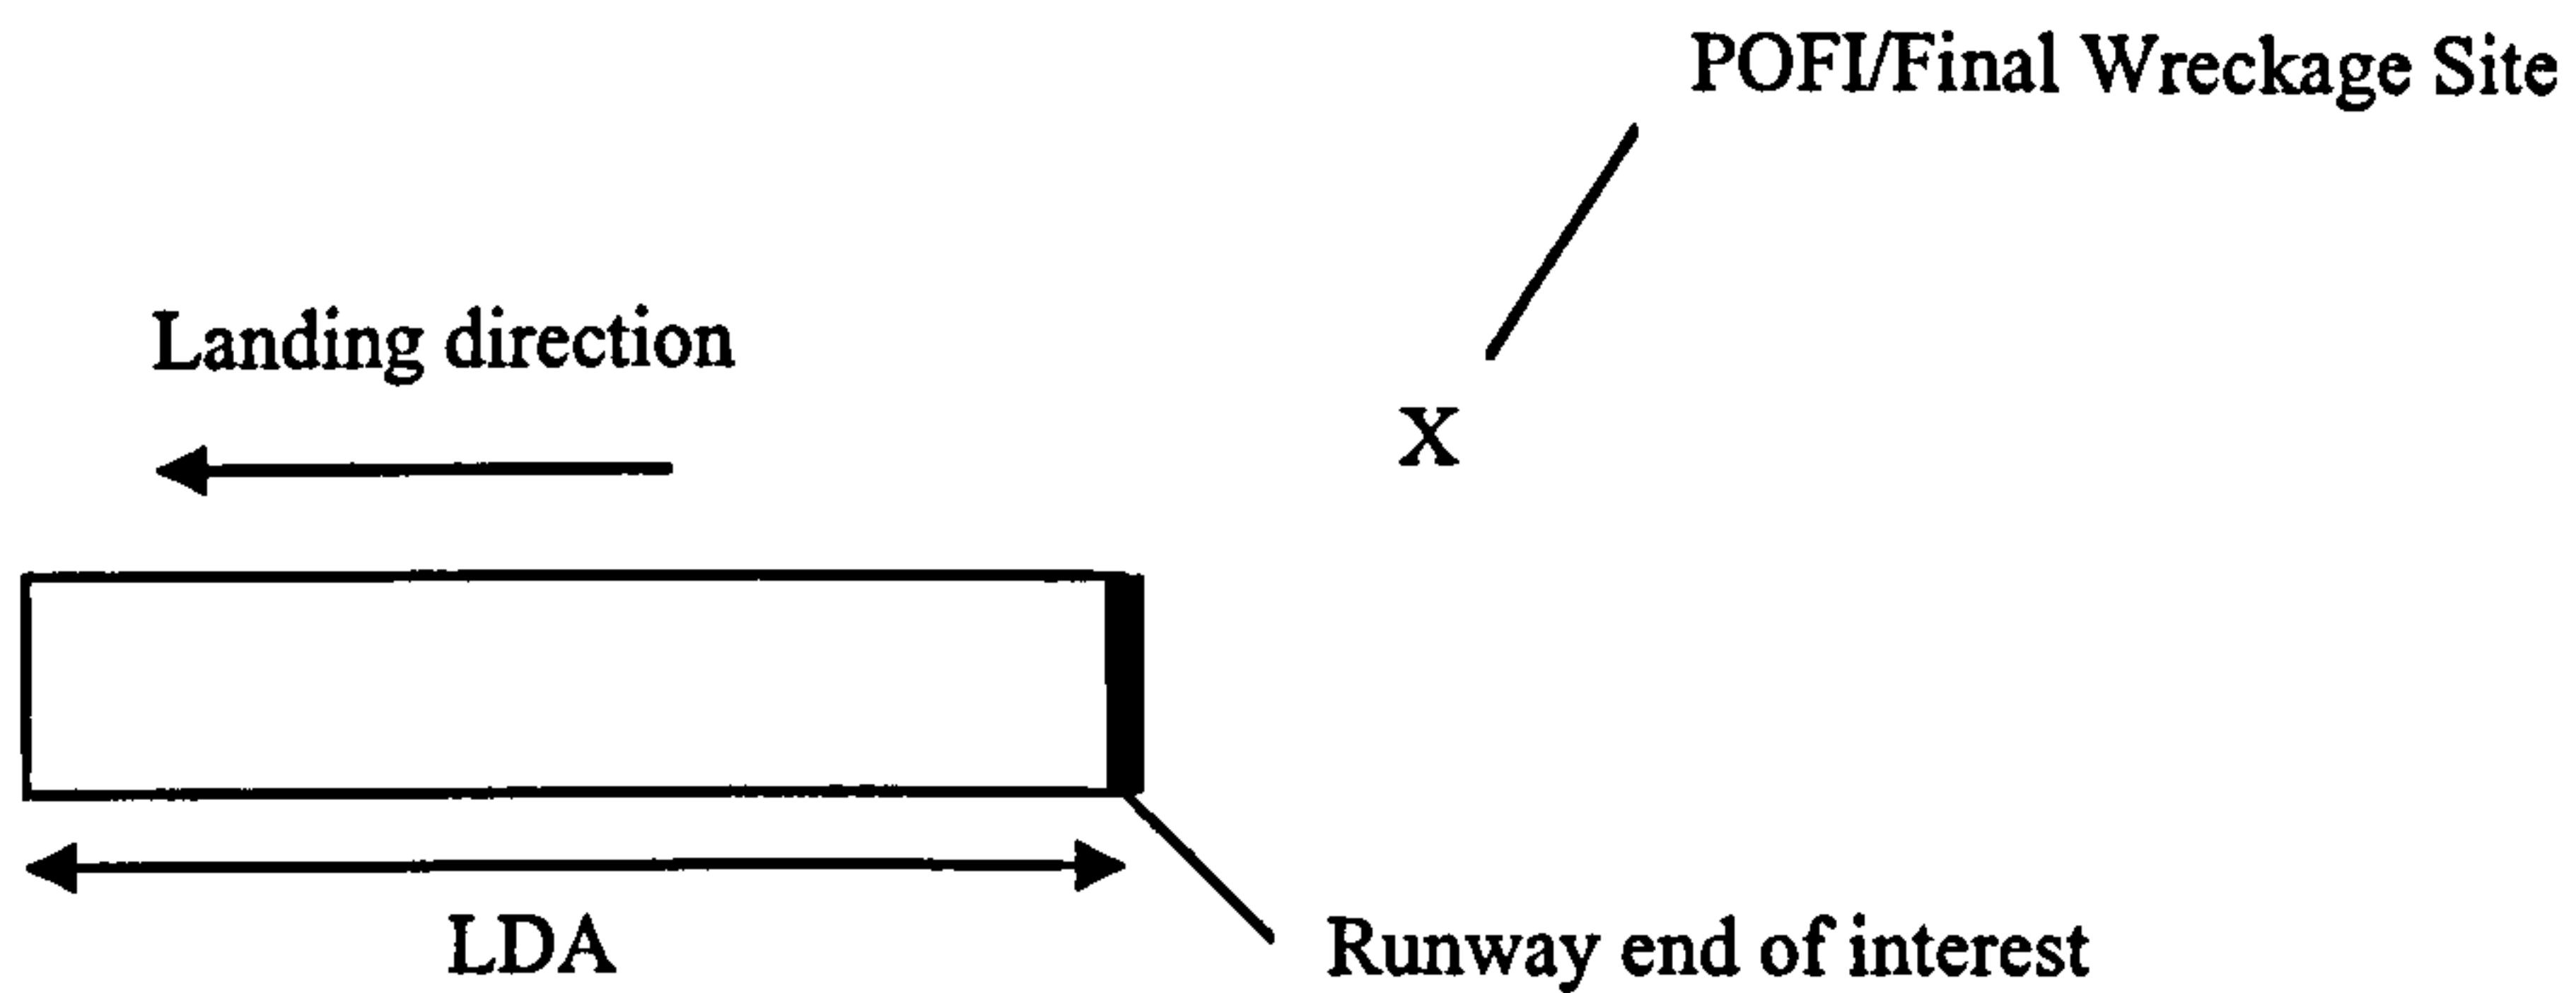 POFI/Final Wreckage Site
Landing direction
X
LDA
Runway end of interest